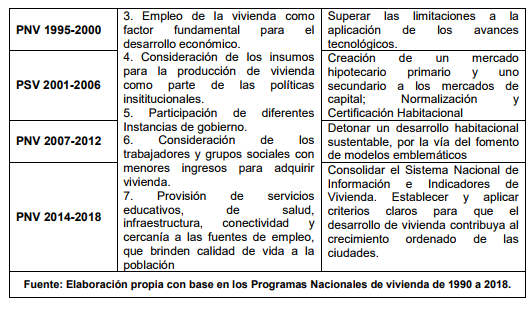 PNV 1995-2000
3. Empleo de la vivienda como
factor fundamental para el
desarrollo económico.
4. Consideración de los insumos
para la producción de vivienda
como parte de las políticas
institucionales.
5. Participación de diferentes
Instancias de gobierno.
6. Consideración de los
trabajadores y grupos sociales con
menores ingresos para adquirir
vivienda.
7. Provisión de servicios
educativos, de salud,
infraestructura, conectividad y
cercanía a las fuentes de empleo,
que brinden calidad de vida a la
población
Superar las limitaciones a la
aplicación de los avances
tecnológicos.
PSV 2001-2006
Creación de un mercado
hipotecario primario y uno
secundario a los mercados de
capital; Normalización y
Certificación Habitacional
PNV 2007-2012
Detonar un desarrollo habitacional
sustentable, por la vía del fomento
de modelos emblemáticos
PNV 2014-2018
Consolidar el Sistema Nacional de
Información e Indicadores de
Vivienda. Establecer y aplicar
criterios claros para que el
desarrollo de vivienda contribuya al
crecimiento ordenado de las
ciudades.
Fuente: Elaboración propia con base en los Programas Nacionales de vivienda de 1990 a 2018.